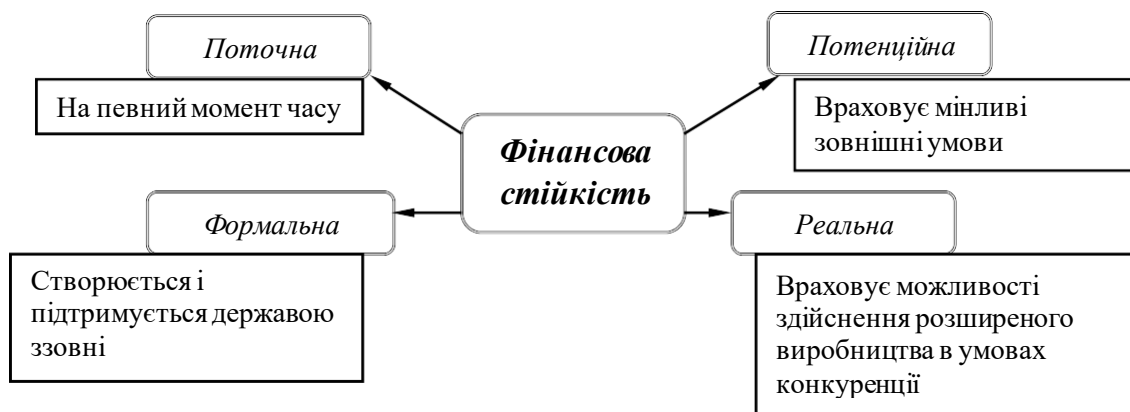 Поточна
На певний момент часу
Потенційна
Враховує мінливі
зовнішні умови
Фінансова
стійкість
Формальна
Створюється і
підтримується державою
ззовні
Реальна
Враховує можливості
здійснення розширеного
виробництва в умовах
конкуренції